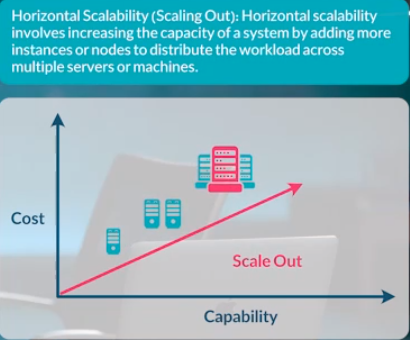 Horizontal Scalability (Scaling Out): Horizontal scalability
involves increasing the capacity of a system by adding more
instances or nodes to distribute the workload across
multiple servers or machines.
Cost
Scale Out
Capability